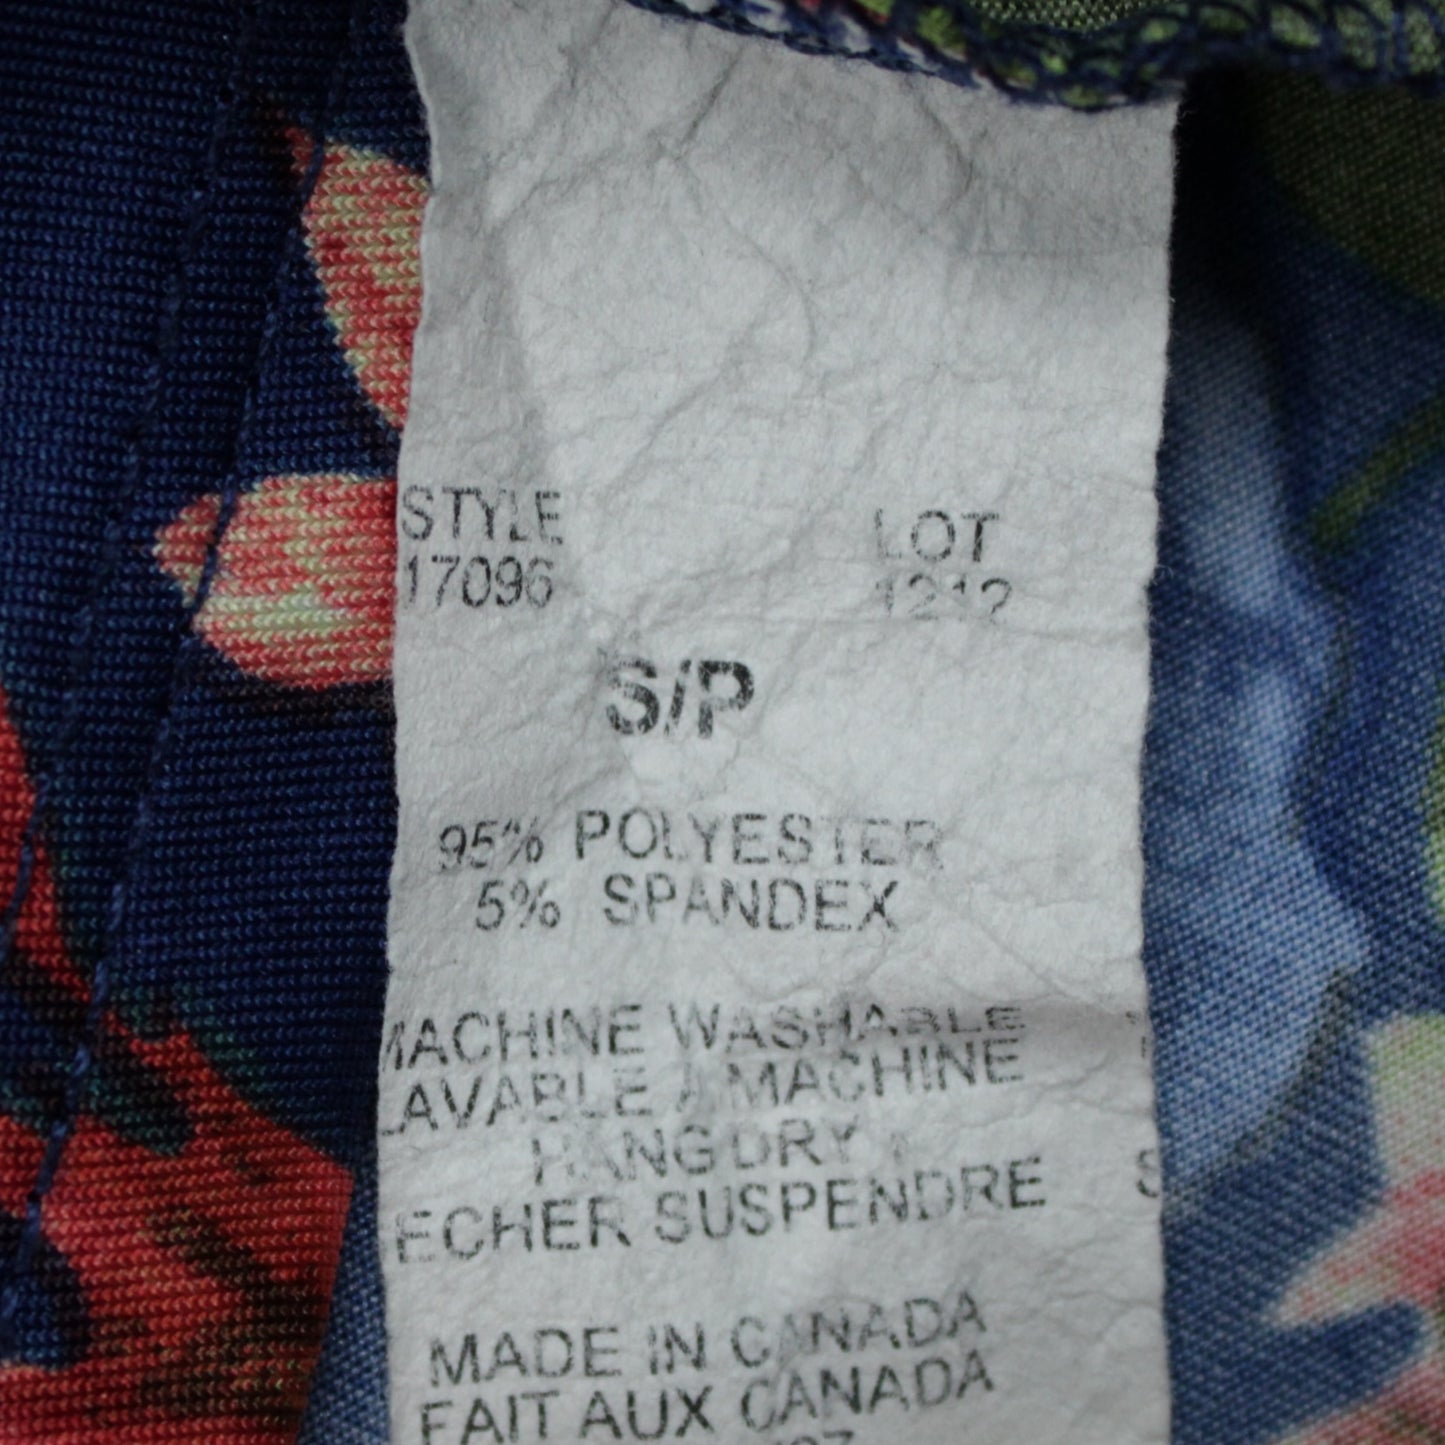 STYLE LOT
17096 1212
S/P
95% POLYESTER
5% SPANDEX
MACHINE WASHABLE
LAVABLE A MACHINE
HANG DRY
ECHER SUSPENDRE S
MADE IN CANADA
FAIT AUX CANADA